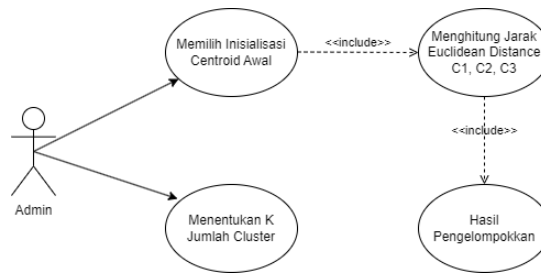 Memilih Inisialisasi
Centroid Awal
<<include>>
Menghitung Jarak
Euclidean Distance
C1, C2, C3
<<include>>
Admin
Menentukan K
Jumlah Cluster
Hasil
Pengelompokkan